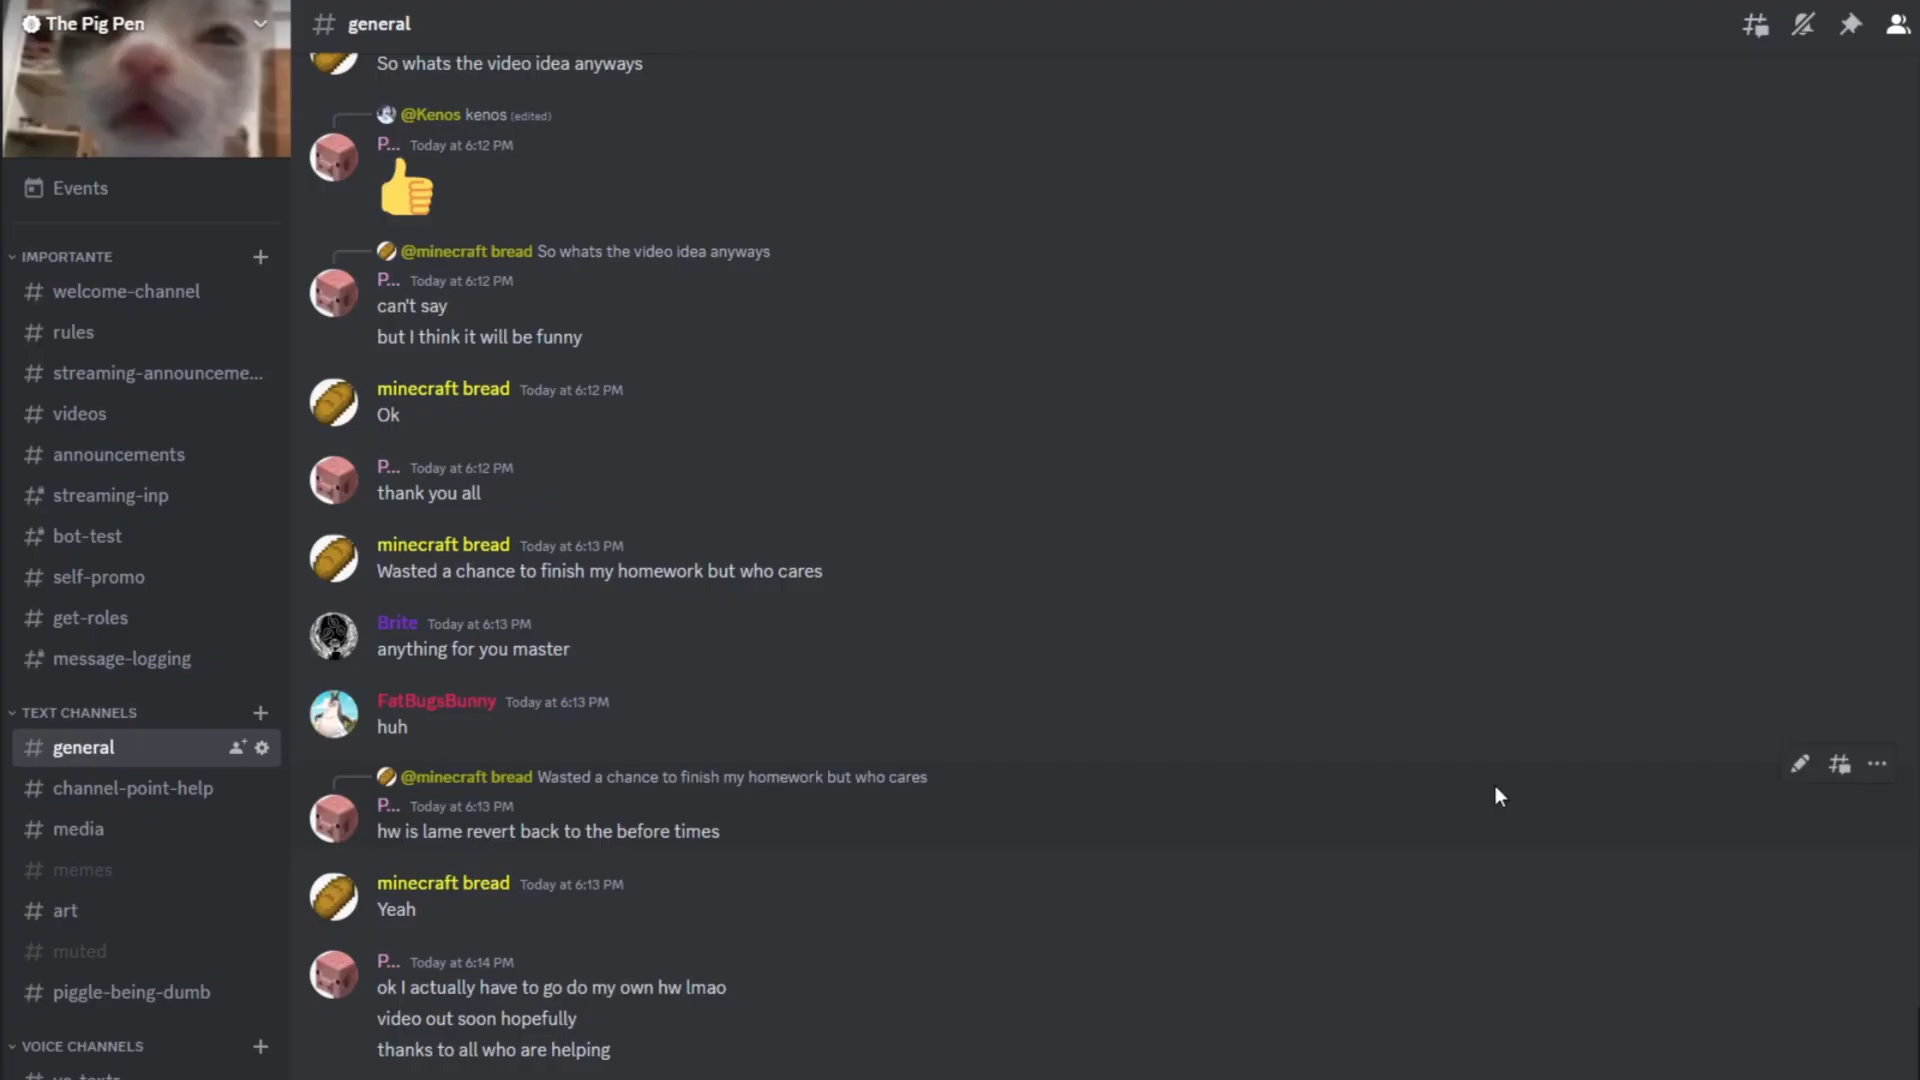 The Pig Pen
Events
IMPORTANTE
welcome-channel
rules
streaming-announceme...
videos
announcements
streaming-inp
bot-test
self-promo
get-roles
message-logging
TEXT CHANNELS
general
channel-point-help
media
memes
art
muted
piggle-being-dumb
VOICE CHANNELS
general
So whats the video idea anyways
@Kenos kenos (edited)
P... Today at 6:12 PM
@minecraft bread So whats the video idea anyways
P... Today at 6:12 PM
can't say
but I think it will be funny
minecraft bread Today at 6:12 PM
Ok
P... Today at 6:12 PM
thank you all
minecraft bread Today at 6:13 PM
Wasted a chance to finish my homework but who cares
Brite Today at 6:13 PM
anything for you master
FatBugsBunny Today at 6:13 PM
huh
@minecraft bread Wasted a chance to finish my homework but who cares
P... Today at 6:13 PM
hw is lame revert back to the before times
minecraft bread Today at 6:13 PM
Yeah
P... Today at 6:14 PM
ok I actually have to go do my own hw lmao
video out soon hopefully
thanks to all who are helping